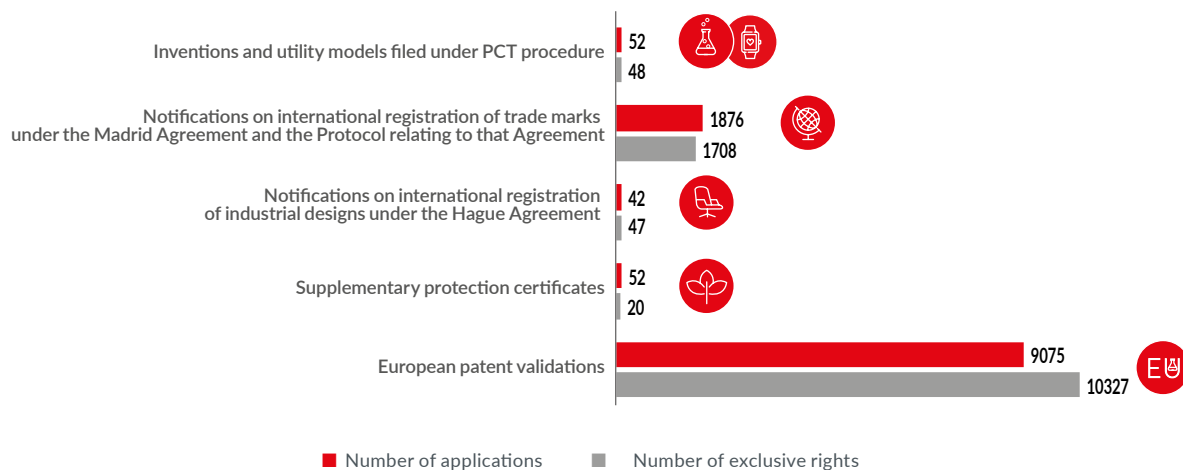 Inventions and utility models filed under PCT procedure
52
48
Notifications on international registration of trade marks
under the Madrid Agreement and the Protocol relating to that Agreement
1876
1708
Notifications on international registration
of industrial designs under the Hague Agreement
42
47
Supplementary protection certificates
52
20
European patent validations
9075
10327
EU
Number of applications
Number of exclusive rights